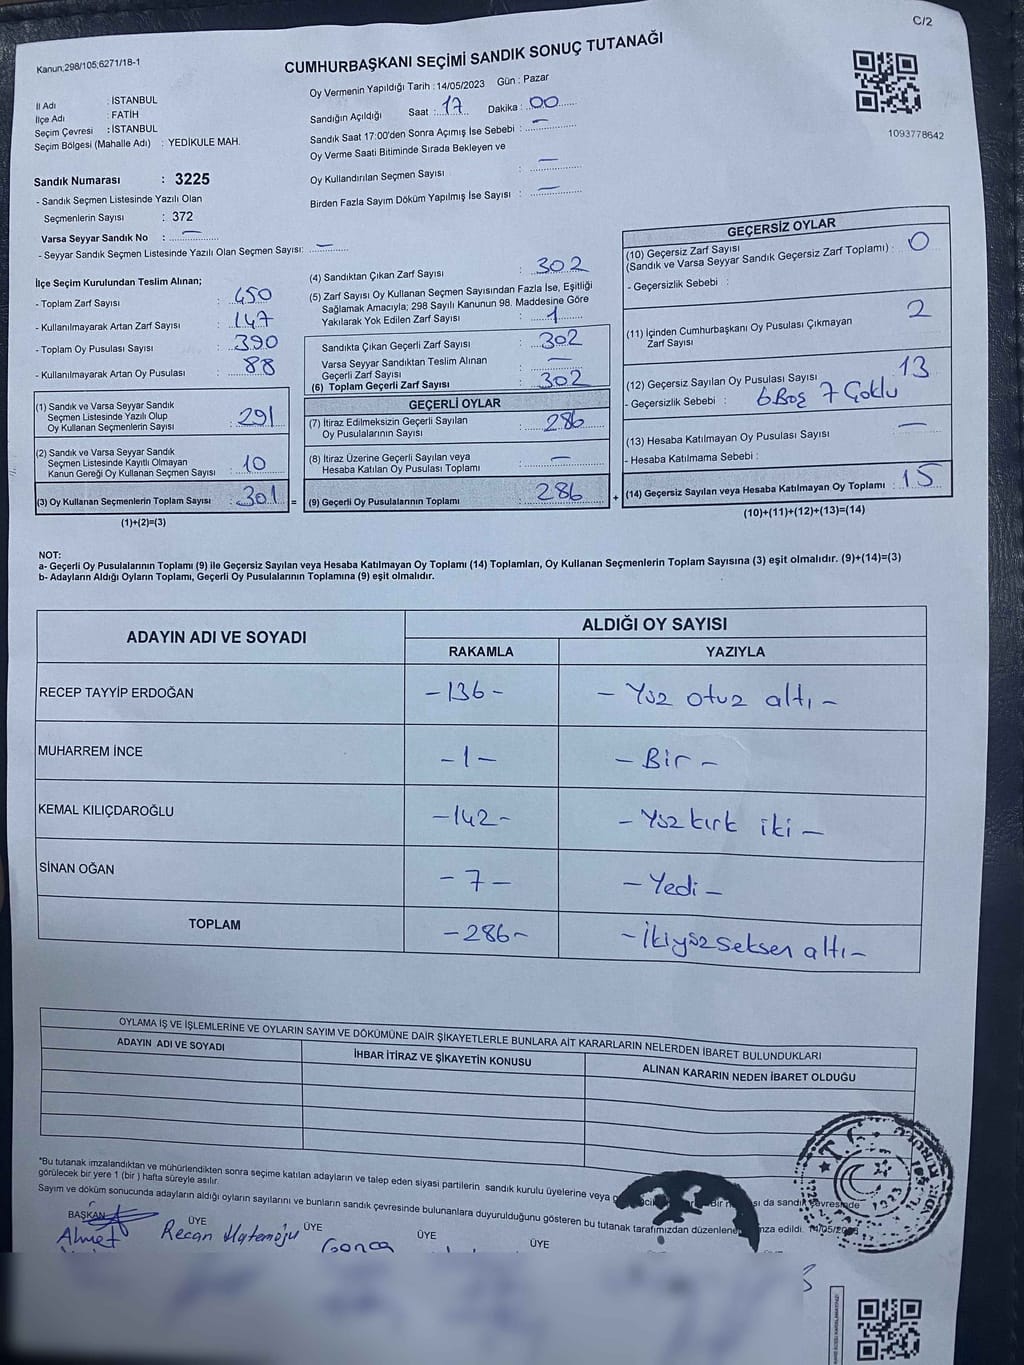 C/2
Kanun;298/105;6271/18-1
CUMHURBAŞKANI SEÇİMİ SANDIK SONUÇ TUTANAĞI
İl Adı : İSTANBUL
İlçe Adı : FATİH
Seçim Çevresi : İSTANBUL
Seçim Bölgesi (Mahalle Adı) : YEDİKULE MAH.
Oy Vermenin Yapıldığı Tarih : 14/05/2023 Gün : Pazar
Sandığın Açıldığı Saat : 17 Dakika : 00
Sandık Saat 17:00'den Sonra Açımış İse Sebebi : —
Oy Verme Saati Bitiminde Sırada Bekleyen ve
Oy Kullandırılan Seçmen Sayısı : —
Birden Fazla Sayım Döküm Yapılmış İse Sayısı : —
1093778642
Sandık Numarası : 3225
- Sandık Seçmen Listesinde Yazılı Olan
Seçmenlerin Sayısı : 372
Varsa Seyyar Sandık No : —
- Seyyar Sandık Seçmen Listesinde Yazılı Olan Seçmen Sayısı: —
İlçe Seçim Kurulundan Teslim Alınan;
- Toplam Zarf Sayısı : 450
- Kullanılmayarak Artan Zarf Sayısı : 147
- Toplam Oy Pusulası Sayısı : 390
- Kullanılmayarak Artan Oy Pusulası : 88
(1) Sandık ve Varsa Seyyar Sandık
Seçmen Listesinde Yazılı Olup
Oy Kullanan Seçmenlerin Sayısı : 291
(2) Sandık ve Varsa Seyyar Sandık
Seçmen Listesinde Kayıtlı Olmayan
Kanun Gereği Oy Kullanan Seçmen Sayısı : 10
(3) Oy Kullanan Seçmenlerin Toplam Sayısı : 301
(1)+(2)=(3)
(4) Sandıktan Çıkan Zarf Sayısı : 302
(5) Zarf Sayısı Oy Kullanan Seçmen Sayısından Fazla İse, Eşitliği
Sağlamak Amacıyla; 298 Sayılı Kanunun 98. Maddesine Göre
Yakılarak Yok Edilen Zarf Sayısı : 1
Sandıkta Çıkan Geçerli Zarf Sayısı : 302
Varsa Seyyar Sandıktan Teslim Alınan
Geçerli Zarf Sayısı : —
(6) Toplam Geçerli Zarf Sayısı : 302
GEÇERLİ OYLAR
(7) İtiraz Edilmeksizin Geçerli Sayılan
Oy Pusulalarının Sayısı : 286
(8) İtiraz Üzerine Geçerli Sayılan veya
Hesaba Katılan Oy Pusulası Toplamı : —
= (9) Geçerli Oy Pusulalarının Toplamı : 286
GEÇERSİZ OYLAR
(10) Geçersiz Zarf Sayısı
(Sandık ve Varsa Seyyar Sandık Geçersiz Zarf Toplamı) : 0
- Geçersizlik Sebebi :
(11) İçinden Cumhurbaşkanı Oy Pusulası Çıkmayan
Zarf Sayısı 2
(12) Geçersiz Sayılan Oy Pusulası Sayısı 13
- Geçersizlik Sebebi : 6 Boş 7 Çoklu
(13) Hesaba Katılmayan Oy Pusulası Sayısı —
- Hesaba Katılmama Sebebi :
+ (14) Geçersiz Sayılan veya Hesaba Katılmayan Oy Toplamı : 15
(10)+(11)+(12)+(13)=(14)
NOT:
a- Geçerli Oy Pusulalarının Toplamı (9) ile Geçersiz Sayılan veya Hesaba Katılmayan Oy Toplamı (14) Toplamları, Oy Kullanan Seçmenlerin Toplam Sayısına (3) eşit olmalıdır. (9)+(14)=(3)
b- Adayların Aldığı Oyların Toplamı, Geçerli Oy Pusulalarının Toplamına (9) eşit olmalıdır.
ADAYIN ADI VE SOYADI ALDIĞI OY SAYISI
RAKAMLA YAZIYLA
RECEP TAYYİP ERDOĞAN -136- - Yüz otuz altı -
MUHARREM İNCE -1- - Bir -
KEMAL KILIÇDAROĞLU -142- - Yüz kırk iki -
SİNAN OĞAN -7- - Yedi -
TOPLAM -286- - İkiyüz seksen altı -
OYLAMA İŞ VE İŞLEMLERİNE VE OYLARIN SAYIM VE DÖKÜMÜNE DAİR ŞİKAYETLERLE BUNLARA AİT KARARLARIN NELERDEN İBARET BULUNDUKLARI
ADAYIN ADI VE SOYADI İHBAR İTİRAZ VE ŞİKAYETİN KONUSU ALINAN KARARIN NEDEN İBARET OLDUĞU
*Bu tutanak imzalandıktan ve mühürlendikten sonra seçime katılan adayların ve talep eden siyasi partilerin sandık kurulu üyelerine veya da sandık çevresinde
görülecek bir yere 1 (bir) hafta süreyle asılır.
Sayım ve döküm sonucunda adayların aldığı oyların sayılarını ve bunların sandık çevresinde bulunanlara duyurulduğunu gösteren bu tutanak tarafımızdan edildi.
BAŞKAN ÜYE ÜYE ÜYE ÜYE
Ahmet Recan Gonca